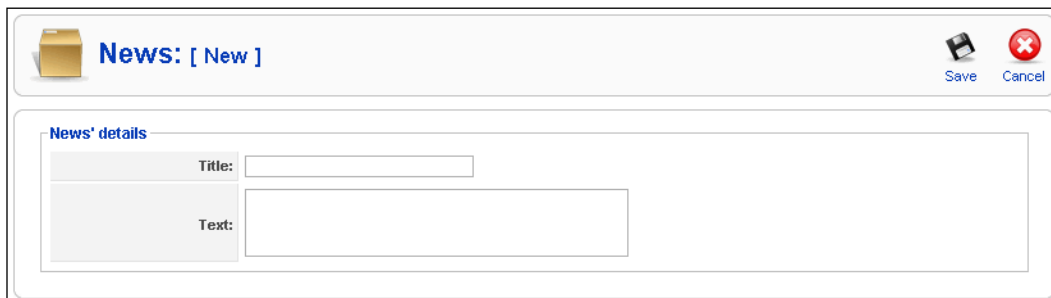 News: [ New ]
Save Cancel
News' details
Title:
Text: